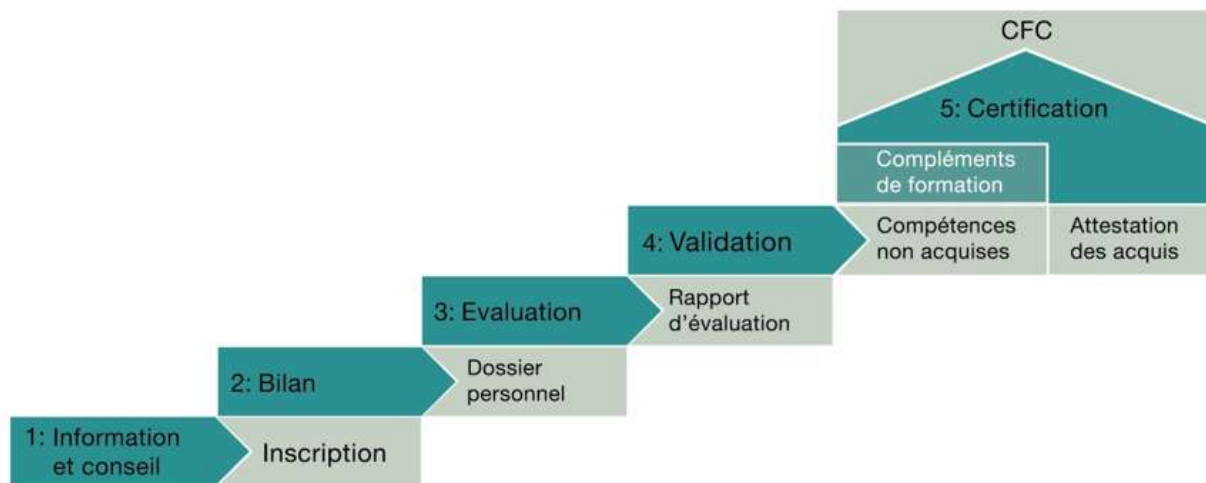 CFC
5: Certification
Compléments
de formation
4: Validation
Compétences
non acquises
Attestation
des acquis
3: Evaluation
Rapport
d'évaluation
2: Bilan
Dossier
personnel
1: Information
et conseil
Inscription